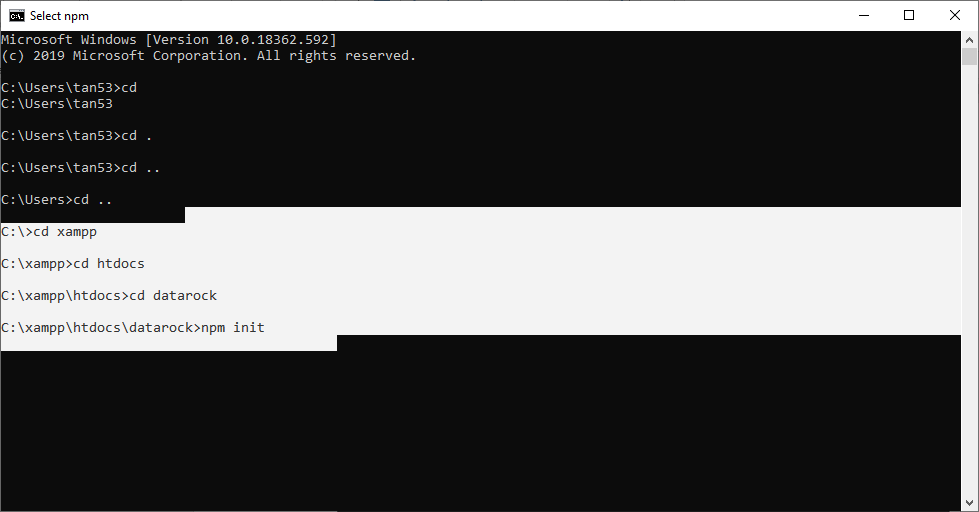 Select npm
Microsoft Windows [Version 10.0.18362.592]
(c) 2019 Microsoft Corporation. All rights reserved.
C:\Users\tan53>cd
C:\Users\tan53
C:\Users\tan53>cd .
C:\Users\tan53>cd ..
C:\Users>cd ..
C:\>cd xampp
C:\xampp>cd htdocs
C:\xampp\htdocs>cd datarock
C:\xampp\htdocs\datarock>npm init